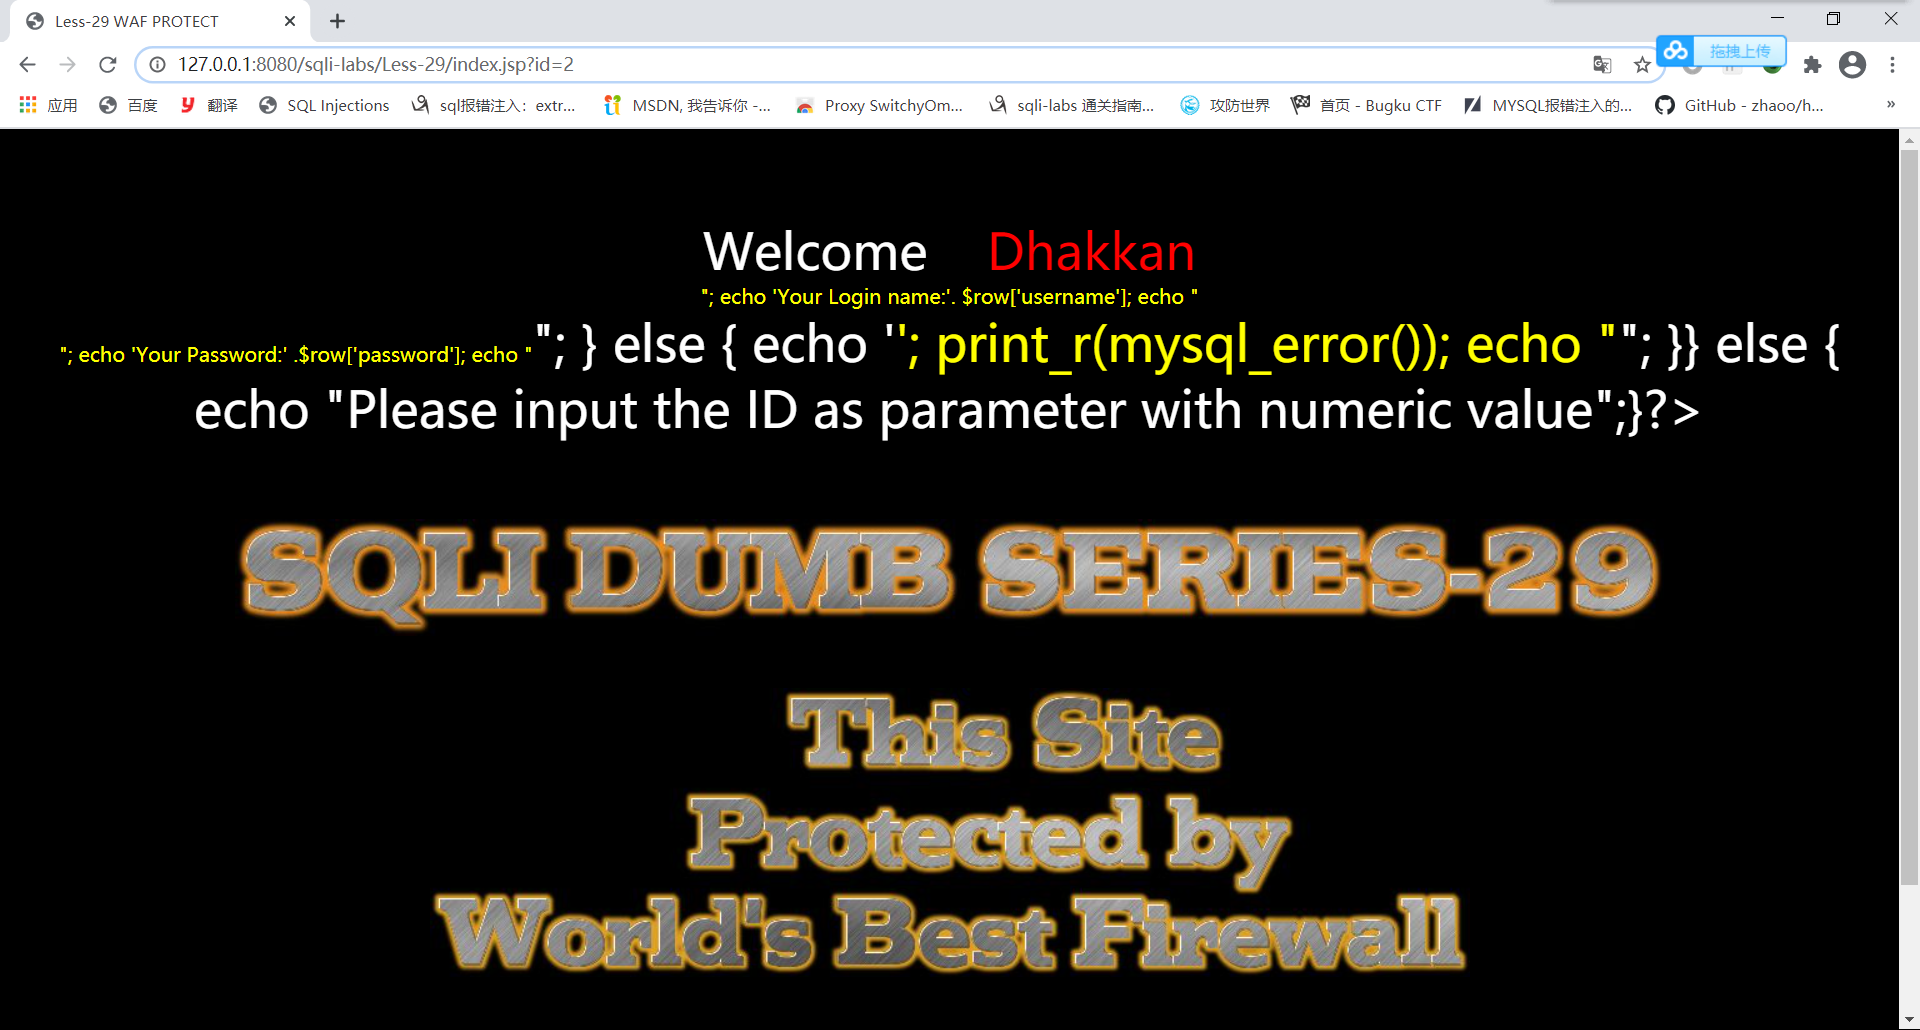 Less-29 WAF PROTECT
127.0.0.1:8080/sqli-labs/Less-29/index.jsp?id=2
拖拽上传
应用 百度 翻译 SQL Injections sql报错注入：extr... MSDN, 我告诉你 -... Proxy SwitchyOm... sqli-labs 通关指南... 攻防世界 首页 - Bugku CTF MYSQL报错注入的... GitHub - zhaoo/h... »
Welcome Dhakkan
"; echo 'Your Login name:'. $row['username']; echo "
"; echo 'Your Password:' .$row['password']; echo " "; } else { echo ''; print_r(mysql_error()); echo ""; }} else {
echo "Please input the ID as parameter with numeric value";}?>
SQLI DUMB SERIES-29
This Site
Protected by
World's Best Firewall